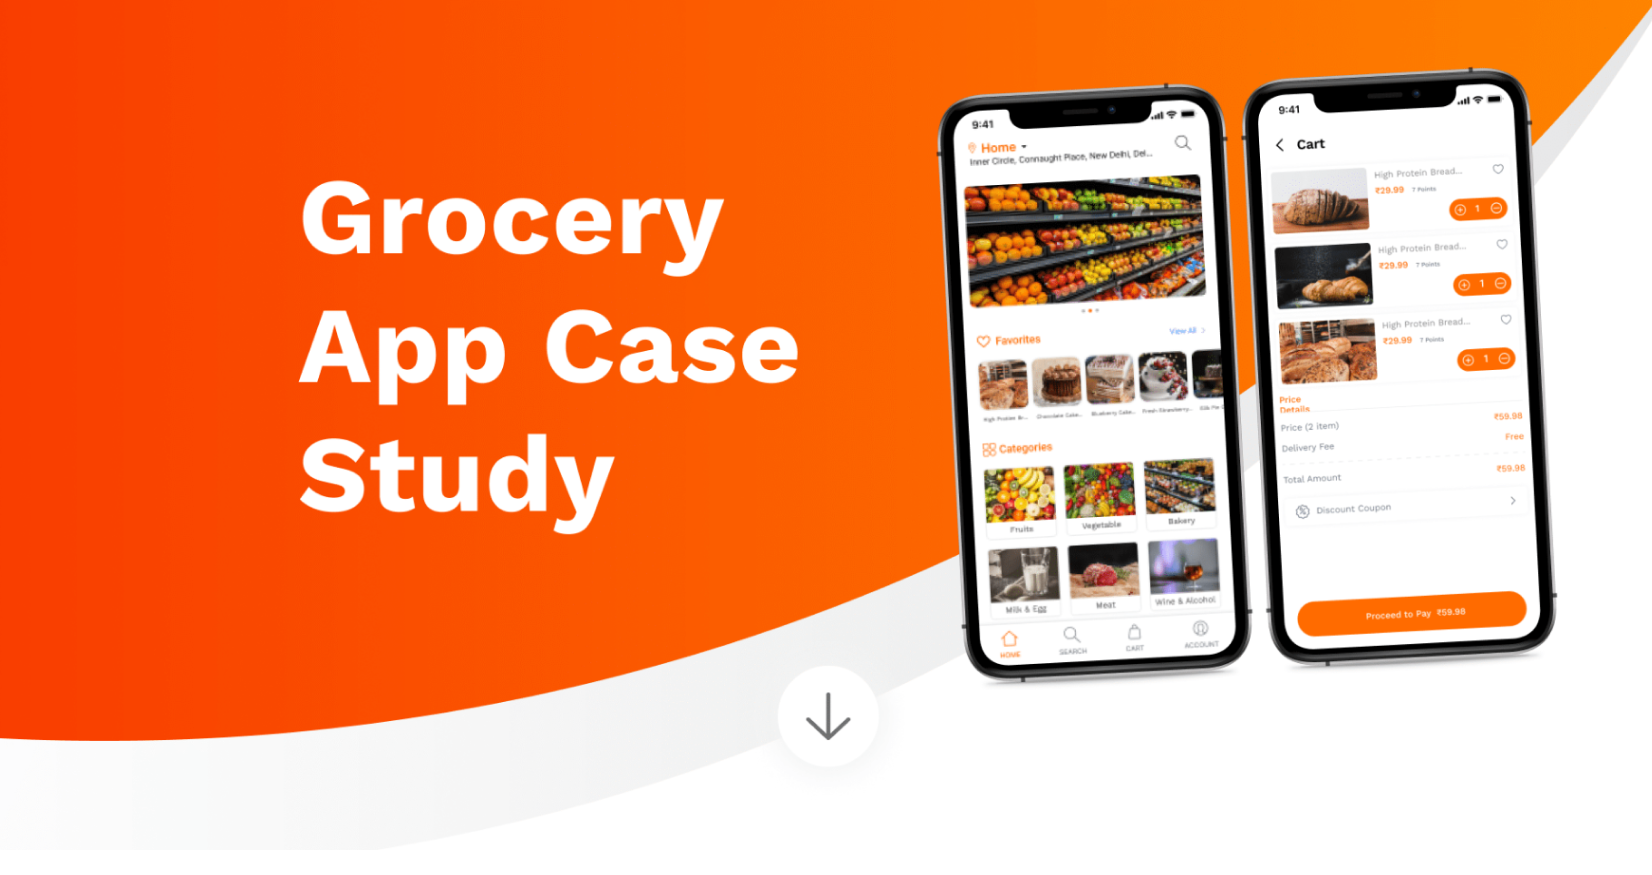 Grocery
App Case
Study
9:41
Home
Inner Circle, Connaught Place, New Delhi, Del...
Favorites
View All
High Protien Br...
Chocolate Cake...
Blueberry Cake...
Fresh Strawberry...
Categories
Fruits
Vegetable
Bakery
Milk & Egg
Meat
Wine & Alcohol
HOME
SEARCH
CART
ACCOUNT
9:41
Cart
High Protein Bread...
₹29.99 7 Points
1
High Protein Bread...
₹29.99 7 Points
1
High Protein Bread...
₹29.99 7 Points
1
Price
Details
Price (2 item) ₹59.98
Delivery Fee Free
Total Amount ₹59.98
Discount Coupon
Proceed to Pay ₹59.98